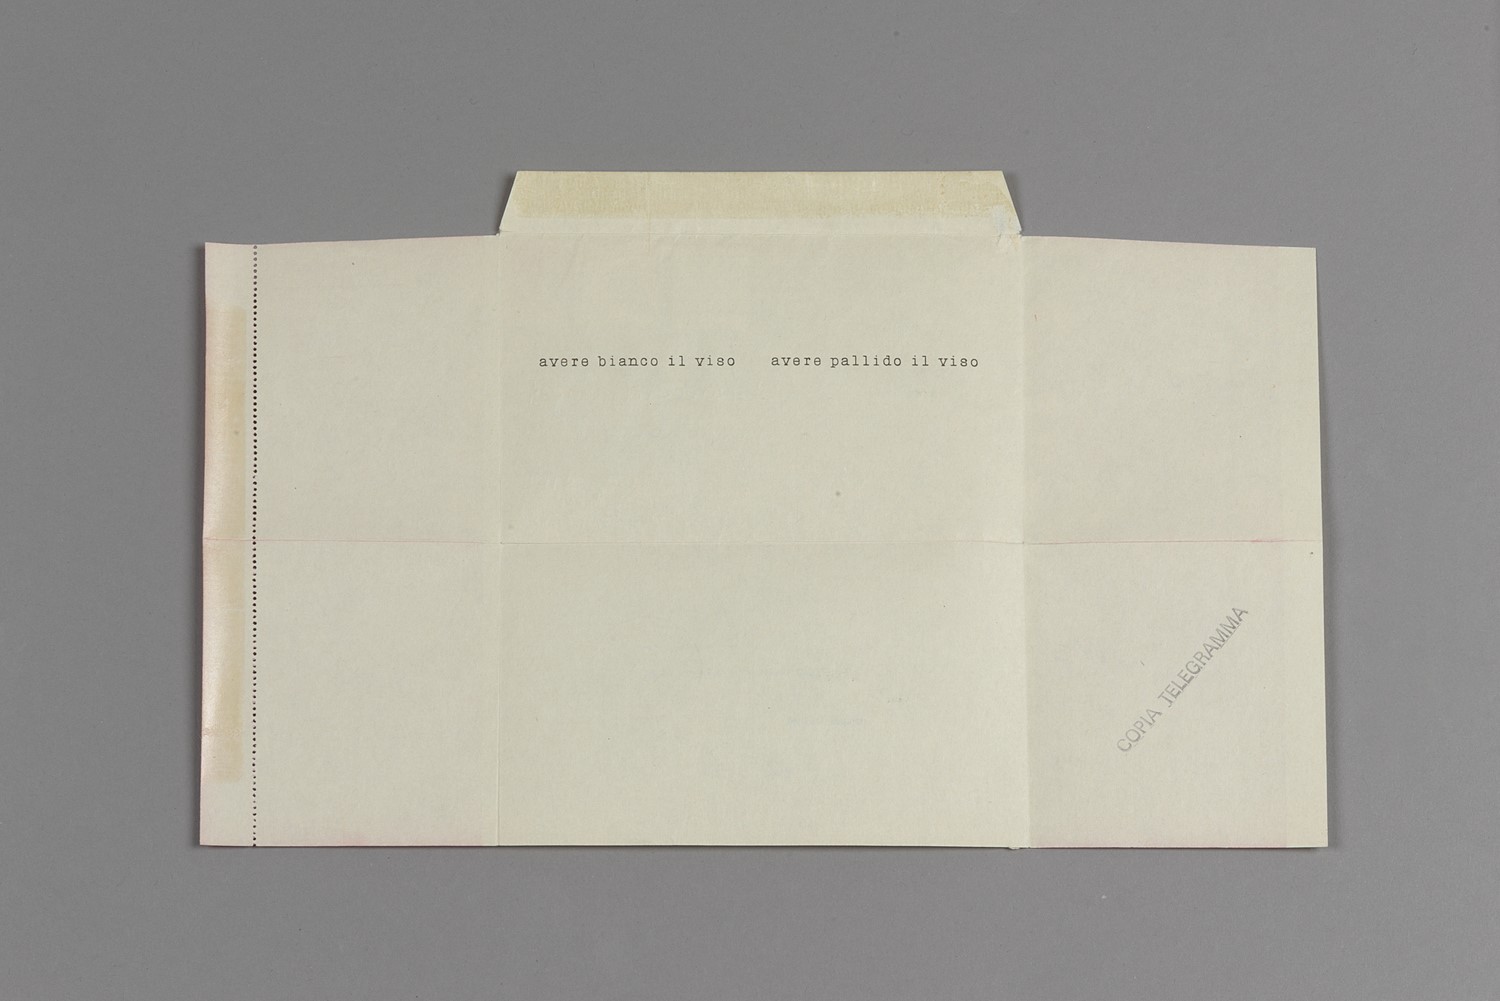 avere bianco il viso avere pallido il viso
COPIA TELEGRAMMA